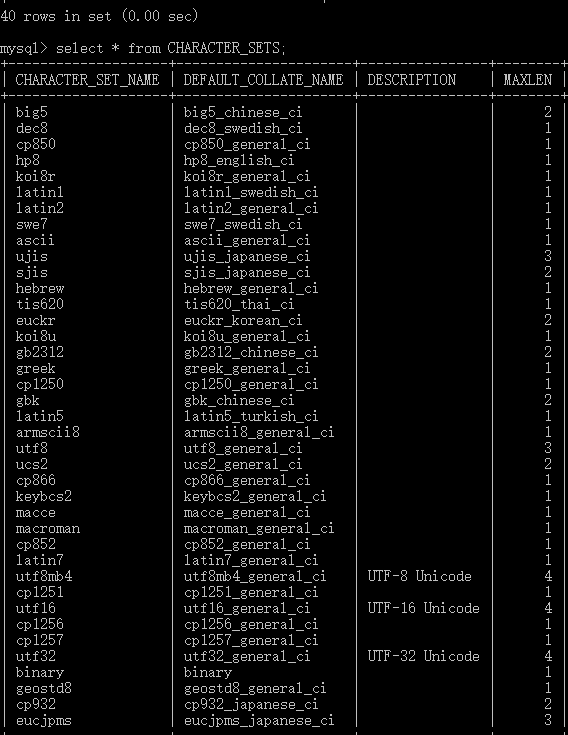 40 rows in set (0.00 sec)
mysql> select * from CHARACTER_SETS;
+--------------------+----------------------+---------------+--------+
| CHARACTER_SET_NAME | DEFAULT_COLLATE_NAME | DESCRIPTION | MAXLEN |
| big5 | big5_chinese_ci | | 2 |
| dec8 | dec8_swedish_ci | | 1 |
| cp850 | cp850_general_ci | | 1 |
| hp8 | hp8_english_ci | | 1 |
| koi8r | koi8r_general_ci | | 1 |
| latin1 | latin1_swedish_ci | | 1 |
| latin2 | latin2_general_ci | | 1 |
| swe7 | swe7_swedish_ci | | 1 |
| ascii | ascii_general_ci | | 1 |
| ujis | ujis_japanese_ci | | 3 |
| sjis | sjis_japanese_ci | | 2 |
| hebrew | hebrew_general_ci | | 1 |
| tis620 | tis620_thai_ci | | 1 |
| euckr | euckr_korean_ci | | 2 |
| koi8u | koi8u_general_ci | | 1 |
| gb2312 | gb2312_chinese_ci | | 2 |
| greek | greek_general_ci | | 1 |
| cp1250 | cp1250_general_ci | | 1 |
| gbk | gbk_chinese_ci | | 2 |
| latin5 | latin5_turkish_ci | | 1 |
| armscii8 | armscii8_general_ci | | 1 |
| utf8 | utf8_general_ci | | 3 |
| ucs2 | ucs2_general_ci | | 2 |
| cp866 | cp866_general_ci | | 1 |
| keybcs2 | keybcs2_general_ci | | 1 |
| macce | macce_general_ci | | 1 |
| macroman | macroman_general_ci | | 1 |
| cp852 | cp852_general_ci | | 1 |
| latin7 | latin7_general_ci | | 1 |
| utf8mb4 | utf8mb4_general_ci | UTF-8 Unicode | 4 |
| cp1251 | cp1251_general_ci | | 1 |
| utf16 | utf16_general_ci | UTF-16 Unicode | 4 |
| cp1256 | cp1256_general_ci | | 1 |
| cp1257 | cp1257_general_ci | | 1 |
| utf32 | utf32_general_ci | UTF-32 Unicode | 4 |
| binary | binary | | 1 |
| geostd8 | geostd8_general_ci | | 1 |
| cp932 | cp932_japanese_ci | | 2 |
| eucjpms | eucjpms_japanese_ci | | 3 |